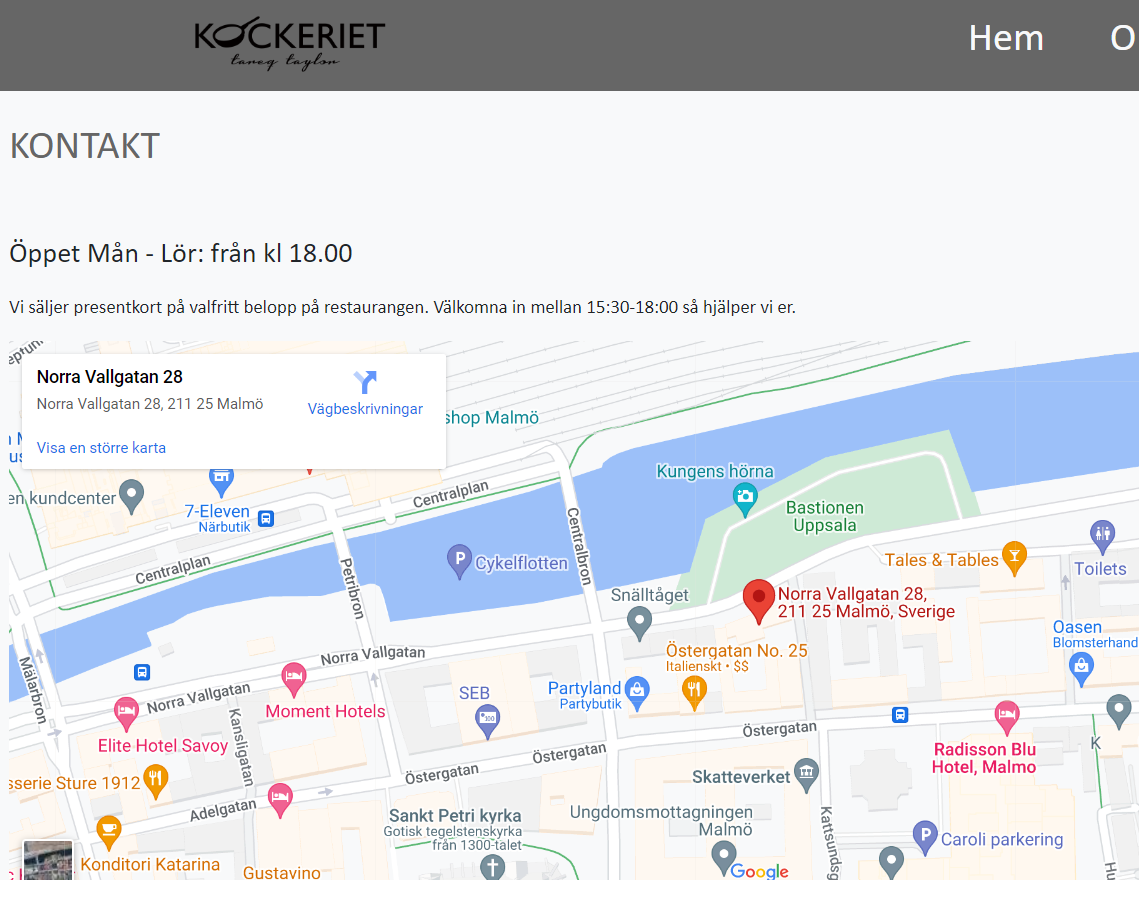 KOCKERIET
tareq taylor
Hem
O
KONTAKT
Öppet Mån - Lör: från kl 18.00
Vi säljer presentkort på valfritt belopp på restaurangen. Välkomna in mellan 15:30-18:00 så hjälper vi er.
Norra Vallgatan 28
Norra Vallgatan 28, 211 25 Malmö
Vägbeskrivningar
Visa en större karta
shop Malmö
Kungens hörna
en kundcenter
7-Eleven
Närbutik
Centralplan
Centralplan
Centralbron
Petribron
Cykelflotten
Bastionen
Uppsala
Tales & Tables
Toilets
Snälltåget
Norra Vallgatan 28,
211 25 Malmö, Sverige
Oasen
Blomsterhand
Östergatan No. 25
Italienskt • $$
Mälarbron
Norra Vallgatan
Norra Vallgatan
Moment Hotels
SEB
Partyland
Partybutik
Kansligatan
Elite Hotel Savoy
Östergatan
Östergatan
Östergatan
Radisson Blu
Hotel, Malmo
K
sserie Sture 1912
Adelgatan
Skatteverket
Sankt Petri kyrka
Gotisk tegelstenskyrka
från 1300-talet
Ungdomsmottagningen
Malmö
Kattsundsg
Caroli parkering
Konditori Katarina
Gustavino
Google
Hu